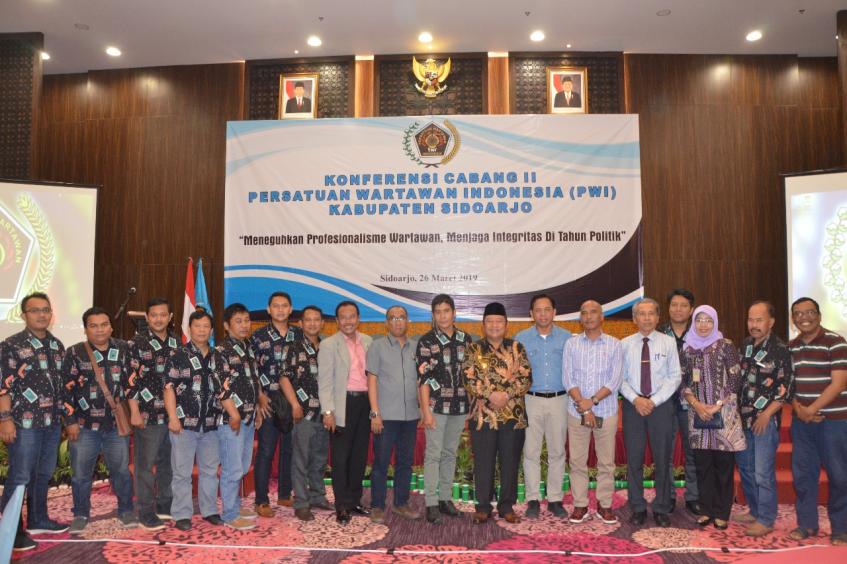 KONFERENSI CABANG II
PERSATUAN WARTAWAN INDONESIA (PWI)
KABUPATEN SIDOARJO
“Meneguhkan Profesionalisme Wartawan, Menjaga Integritas Di Tahun Politik”
Sidoarjo, 26 Maret 2019